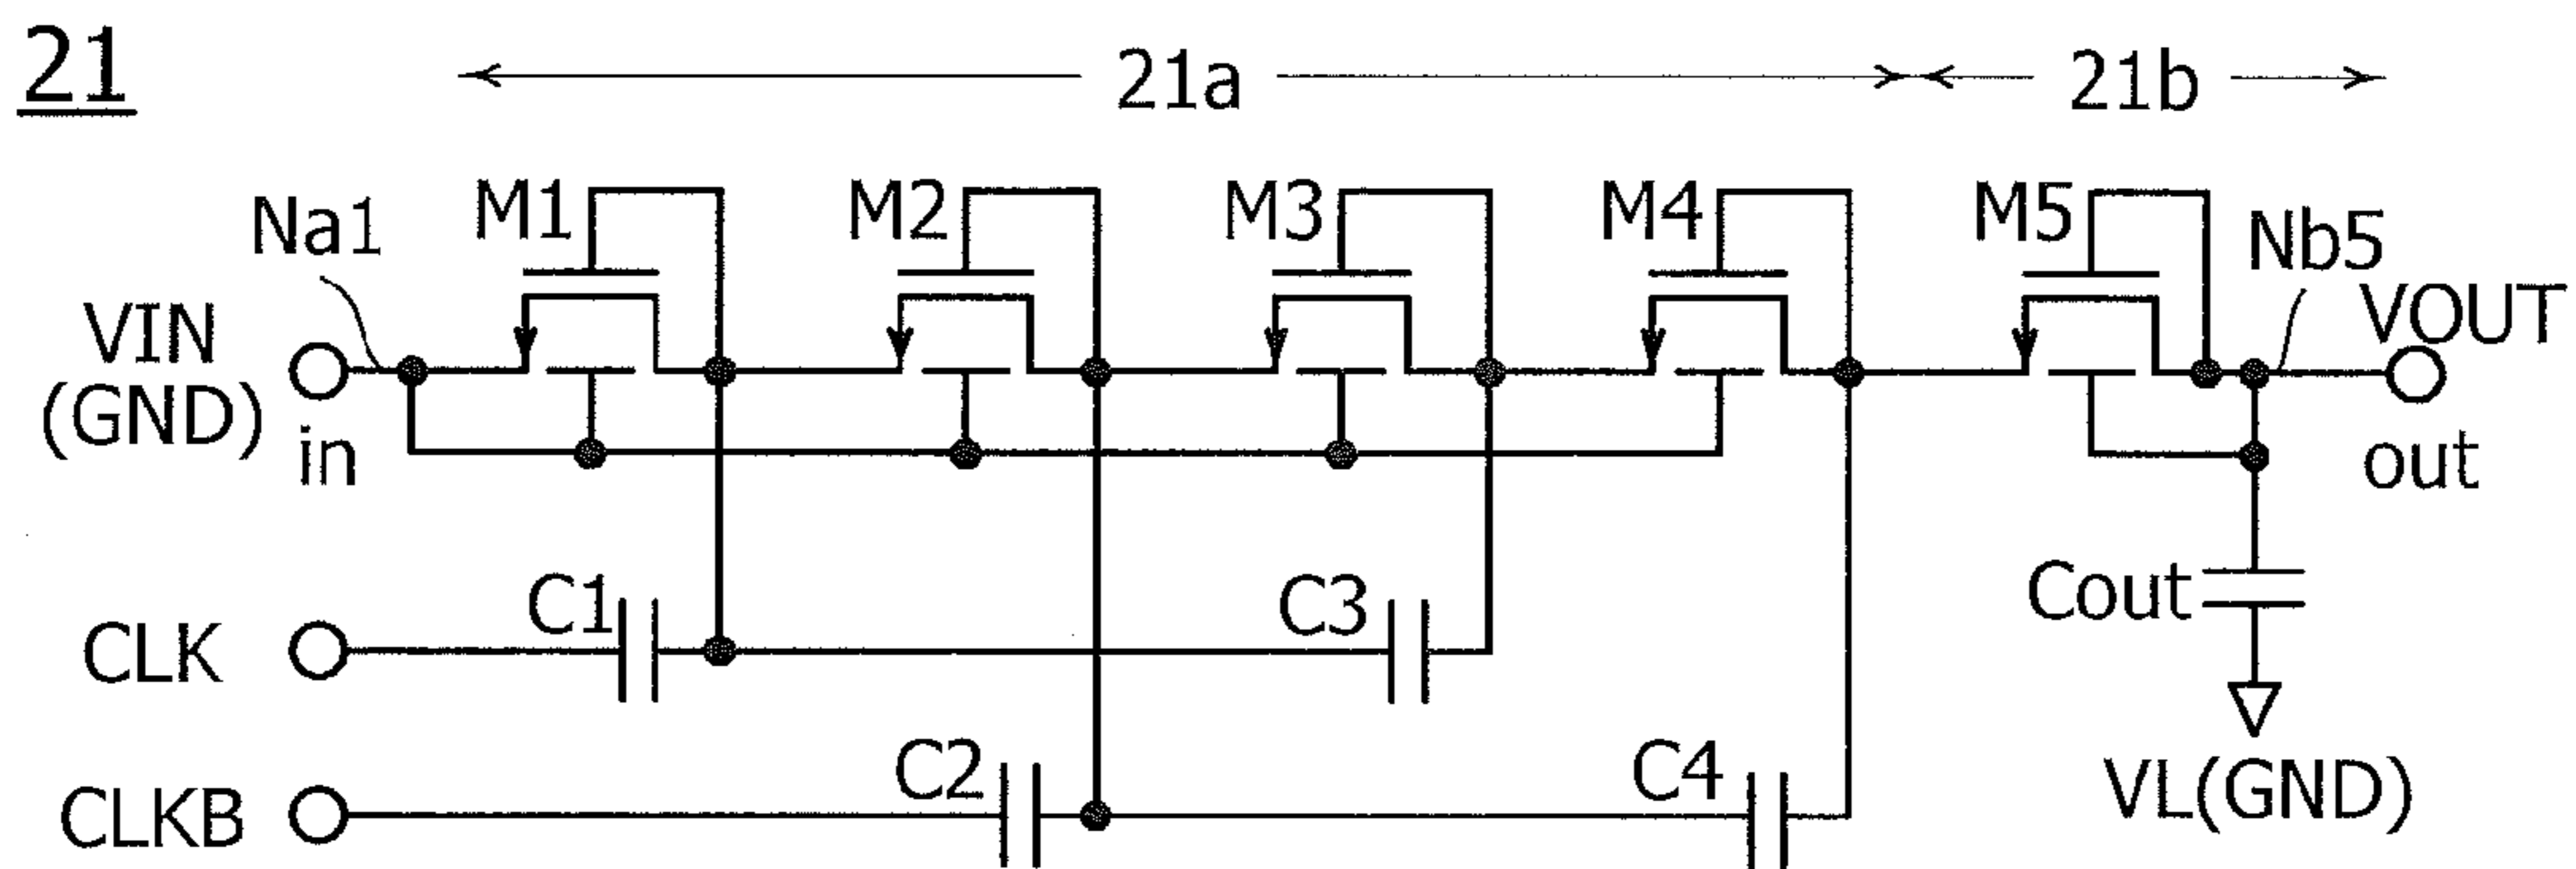 21
21a 21b
Na1 M1 M2 M3 M4 M5 Nb5
VIN VOUT
(GND)
in out
C1 C3 Cout
CLK
C2 C4 VL(GND)
CLKB